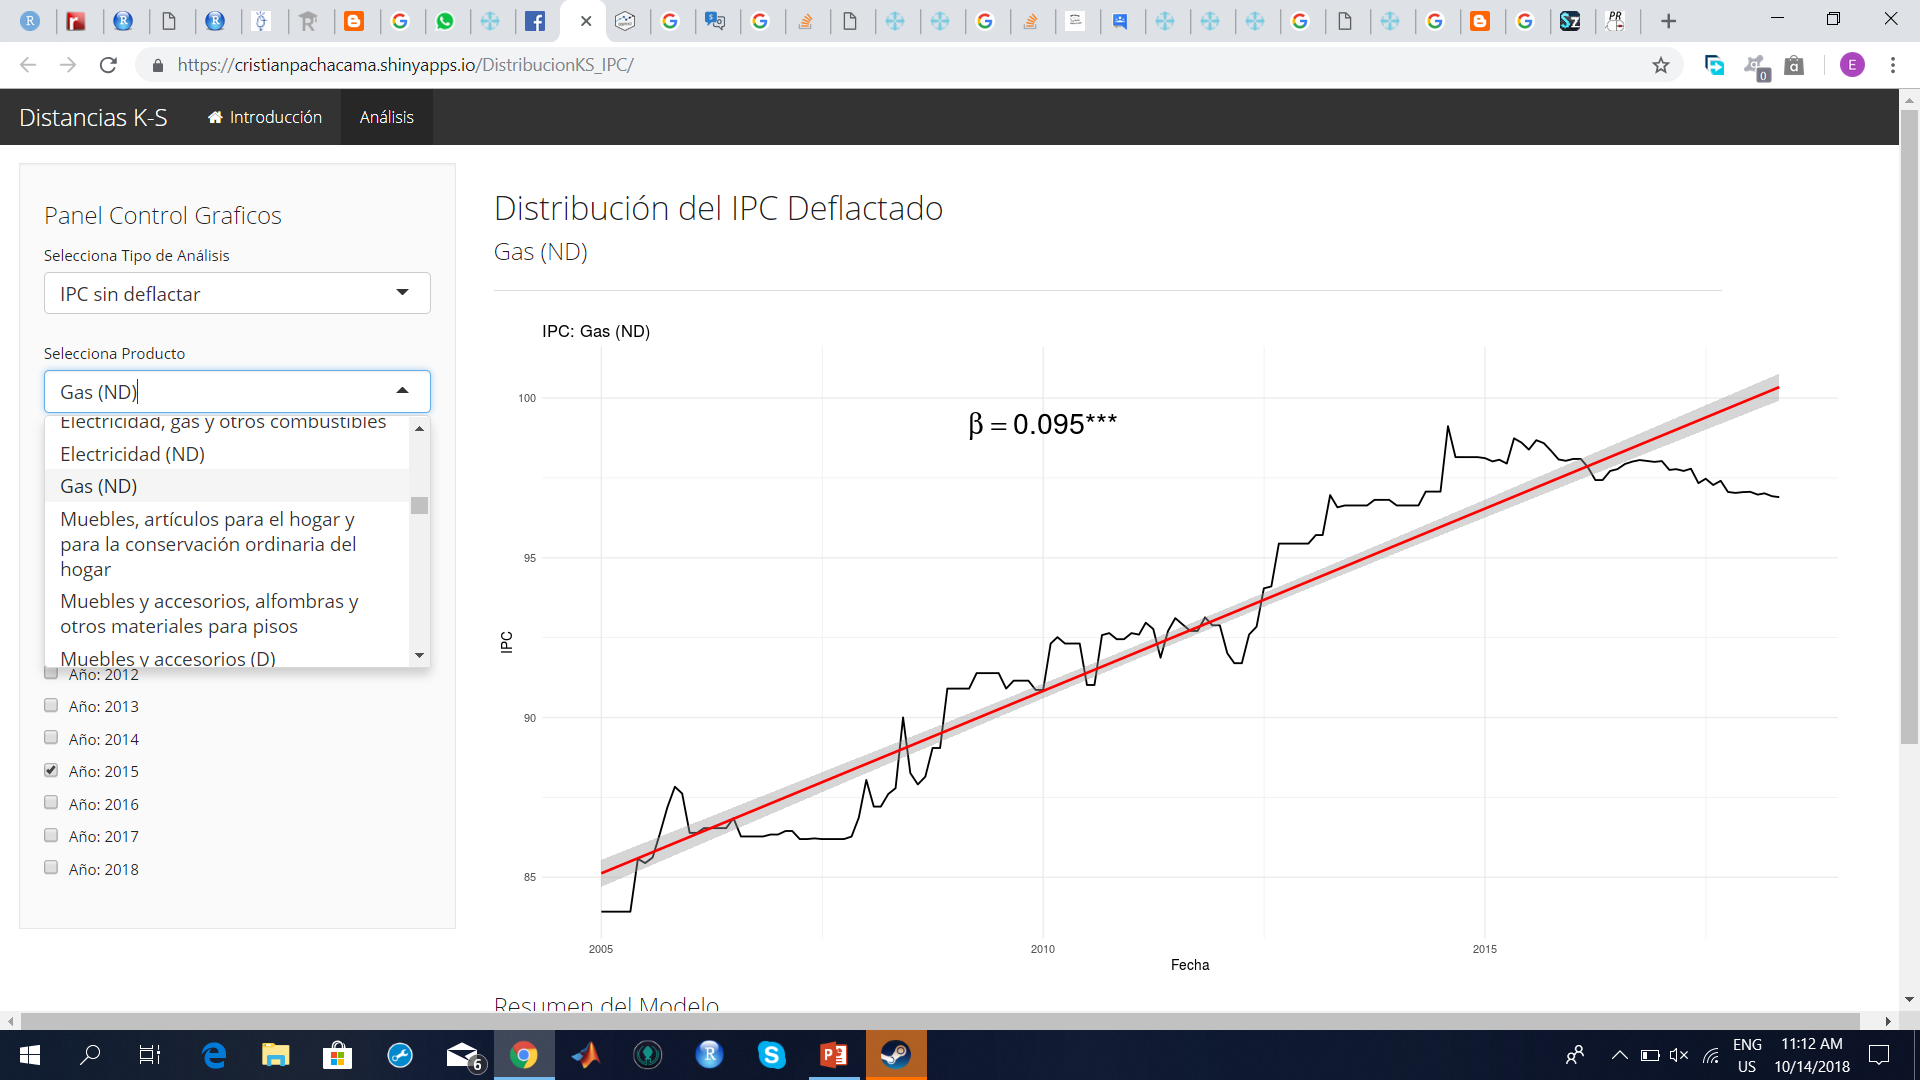 https://cristianpachacama.shinyapps.io/DistribucionKS_IPC/
0
E
Distancias K-S
Introducción
Análisis
Panel Control Graficos
Selecciona Tipo de Análisis
IPC sin deflactar
Selecciona Producto
Gas (ND)
Electricidad, gas y otros combustibles
Electricidad (ND)
Gas (ND)
Muebles, artículos para el hogar y
para la conservación ordinaria del
hogar
Muebles y accesorios, alfombras y
otros materiales para pisos
Muebles y accesorios (D)
Año: 2012
Año: 2013
Año: 2014
Año: 2015
Año: 2016
Año: 2017
Año: 2018
Distribución del IPC Deflactado
Gas (ND)
IPC: Gas (ND)
β = 0.095***
100
95
90
85
IPC
2005
2010
2015
Fecha
Resumen del Modelo
6
ENG
US
11:12 AM
10/14/2018